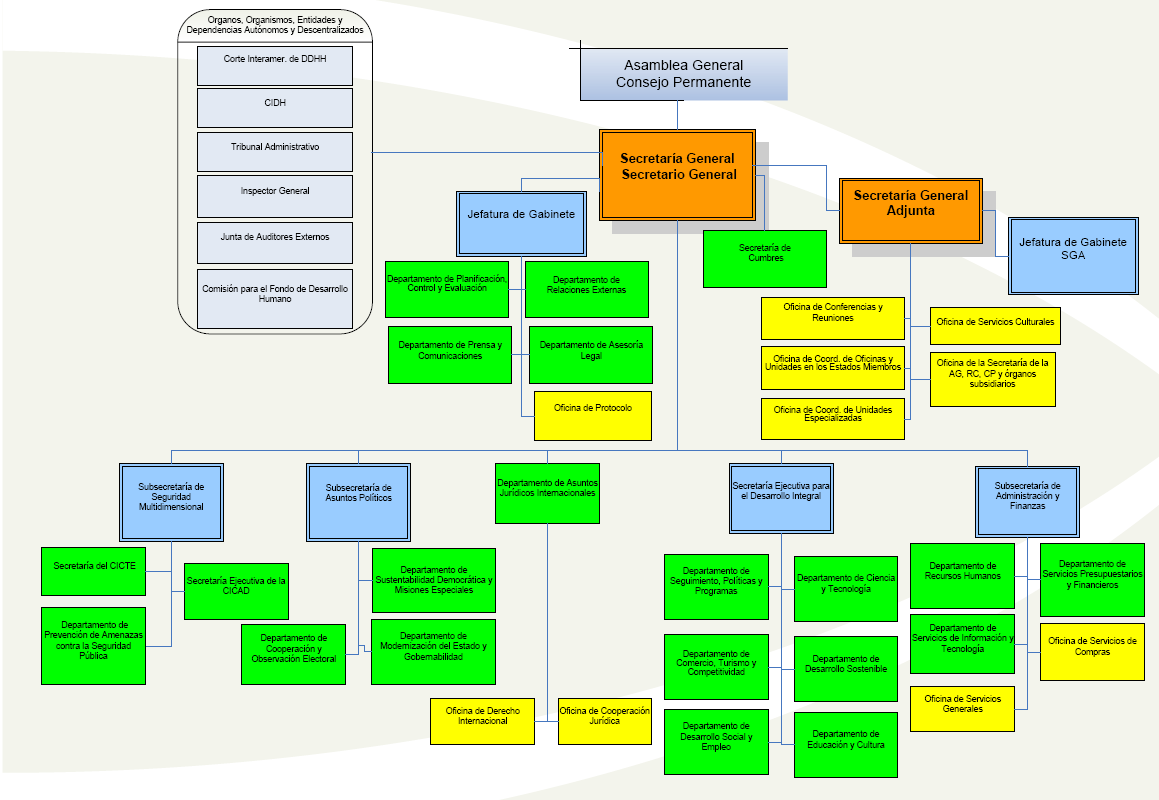 Organos, Organismos, Entidades y
Dependencias Autónomos y Descentralizados
Corte Interamer. de DDHH
CIDH
Tribunal Administrativo
Inspector General
Junta de Auditores Externos
Comisión para el Fondo de Desarrollo
Humano
Asamblea General
Consejo Permanente
Secretaría General
Secretario General
Secretaría General
Adjunta
Jefatura de Gabinete
Jefatura de Gabinete
SGA
Secretaría de
Cumbres
Departamento de Planificación,
Control y Evaluación
Departamento de
Relaciones Externas
Departamento de Prensa y
Comunicaciones
Departamento de Asesoría
Legal
Oficina de Protocolo
Oficina de Conferencias y
Reuniones
Oficina de Servicios Culturales
Oficina de Coord. de Oficinas y
Unidades en los Estados Miembros
Oficina de la Secretaría de la
AG, RC, CP y órganos
subsidiarios
Oficina de Coord. de Unidades
Especializadas
Subsecretaría de
Seguridad
Multidimensional
Subsecretaría de
Asuntos Políticos
Departamento de Asuntos
Jurídicos Internacionales
Secretaría Ejecutiva para
el Desarrollo Integral
Subsecretaría de
Administración y
Finanzas
Secretaría del CICTE
Secretaría Ejecutiva de la
CICAD
Departamento de
Prevención de Amenazas
contra la Seguridad
Pública
Departamento de
Sustentabilidad Democrática y
Misiones Especiales
Departamento de
Cooperación y
Observación Electoral
Departamento de
Modernización del Estado y
Gobernabilidad
Oficina de Derecho
Internacional
Oficina de Cooperación
Jurídica
Departamento de
Seguimiento, Políticas y
Programas
Departamento de Ciencia
y Tecnología
Departamento de
Comercio, Turismo y
Competitividad
Departamento de
Desarrollo Sostenible
Departamento de
Desarrollo Social y
Empleo
Departamento de
Educación y Cultura
Departamento de
Recursos Humanos
Departamento de
Servicios Presupuestarios
y Financieros
Departamento de
Servicios de Información y
Tecnología
Oficina de Servicios de
Compras
Oficina de Servicios
Generales